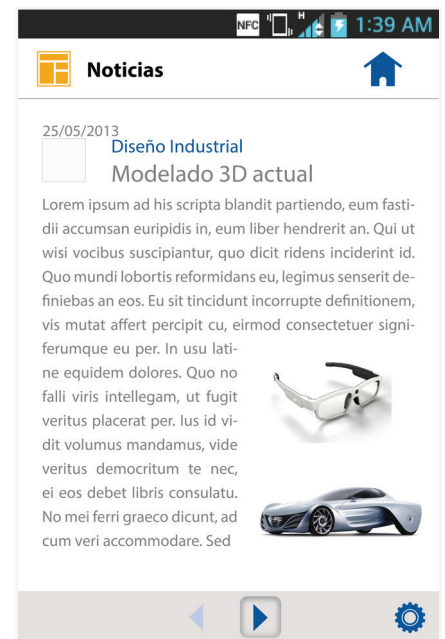 NFC H 1:39 AM
Noticias
25/05/2013
Diseño Industrial
Modelado 3D actual
Lorem ipsum ad his scripta blandit partiendo, eum fasti-
dii accumsan euripidis in, eum liber hendrerit an. Qui ut
wisi vocibus suscipiantur, quo dicit ridens inciderint id.
Quo mundi lobortis reformidans eu, legimus senserit de-
finiebas an eos. Eu sit tincidunt incorrupte definitionem,
vis mutat affert percipit cu, eirmod consectetuer signi-
ferumque eu per. In usu lati-
ne equidem dolores. Quo no
falli viris intellegam, ut fugit
veritus placerat per. Ius id vi-
dit volumus mandamus, vide
veritus democritum te nec,
ei eos debet libris consulatu.
No mei ferri graeco dicunt, ad
cum veri accommodare. Sed